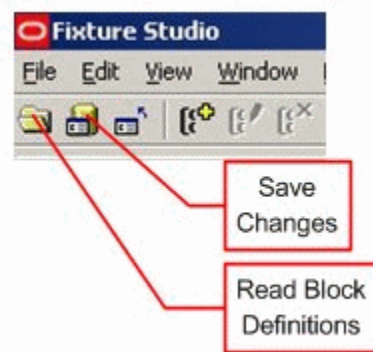 Fixture Studio
File Edit View Window
Save
Changes
Read Block
Definitions